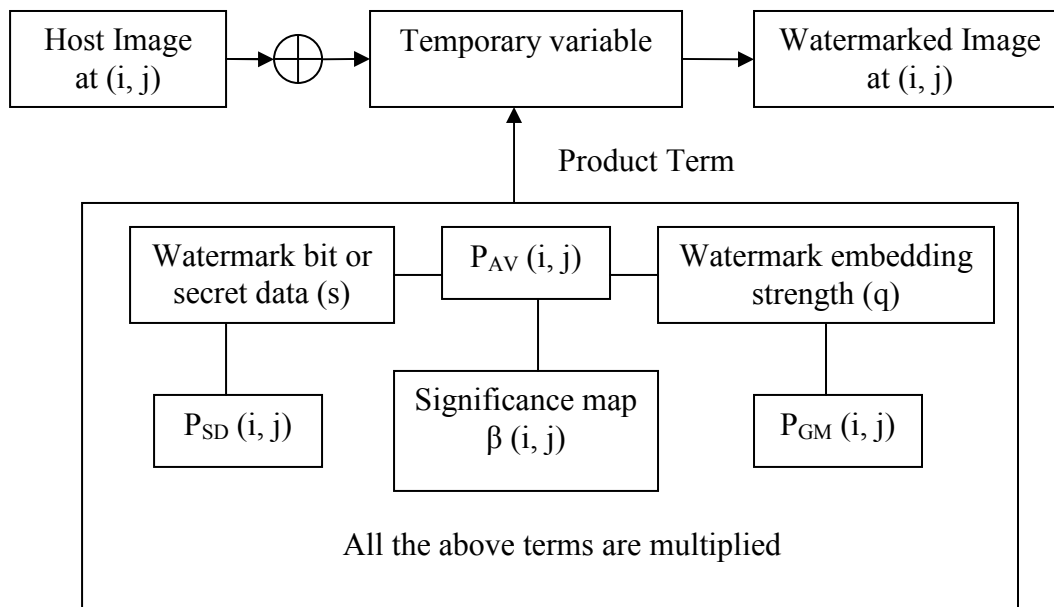 Host Image
at (i, j)
Temporary variable
Watermarked Image
at (i, j)
Product Term
Watermark bit or
secret data (s)
P_AV (i, j)
Watermark embedding
strength (q)
P_SD (i, j)
Significance map
β (i, j)
P_GM (i, j)
All the above terms are multiplied